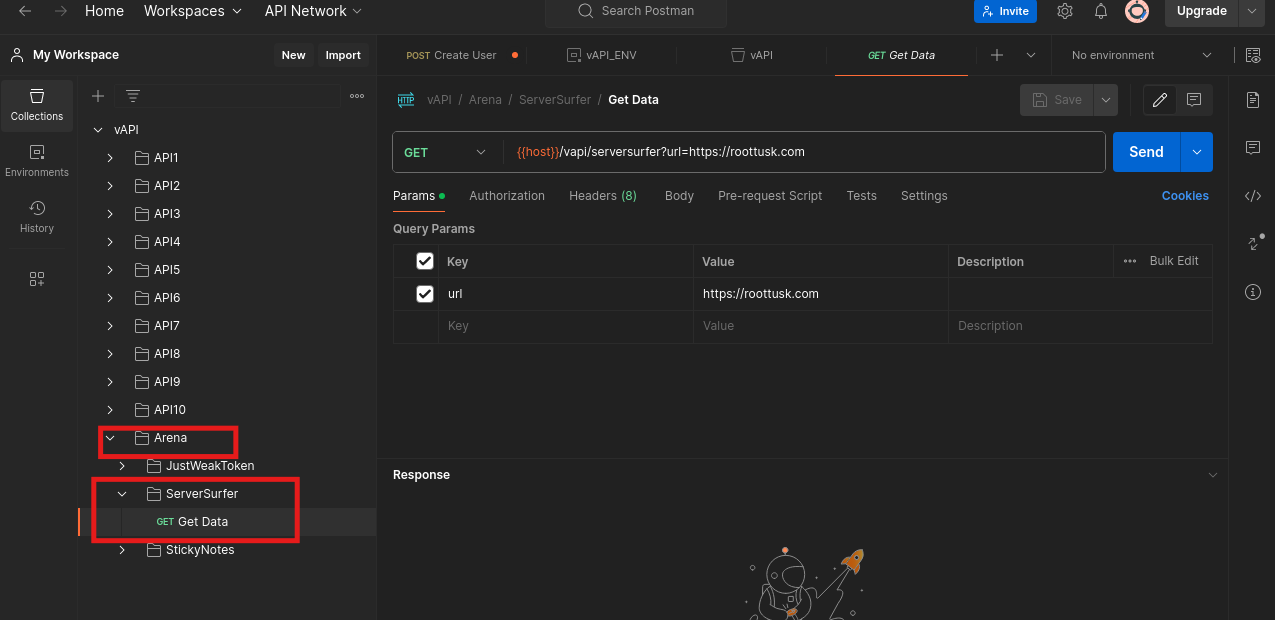 Home Workspaces API Network Search Postman Invite Upgrade
My Workspace New Import POST Create User vAPI_ENV vAPI GET Get Data No environment
Collections
Environments
History
vAPI
API1
API2
API3
API4
API5
API6
API7
API8
API9
API10
Arena
JustWeakToken
ServerSurfer
GET Get Data
StickyNotes
HTTP vAPI / Arena / ServerSurfer / Get Data Save
GET {{host}}/vapi/serversurfer?url=https://roottusk.com Send
Params Authorization Headers (8) Body Pre-request Script Tests Settings Cookies
Query Params
Key Value Description Bulk Edit
url https://roottusk.com
Key Value Description
Response